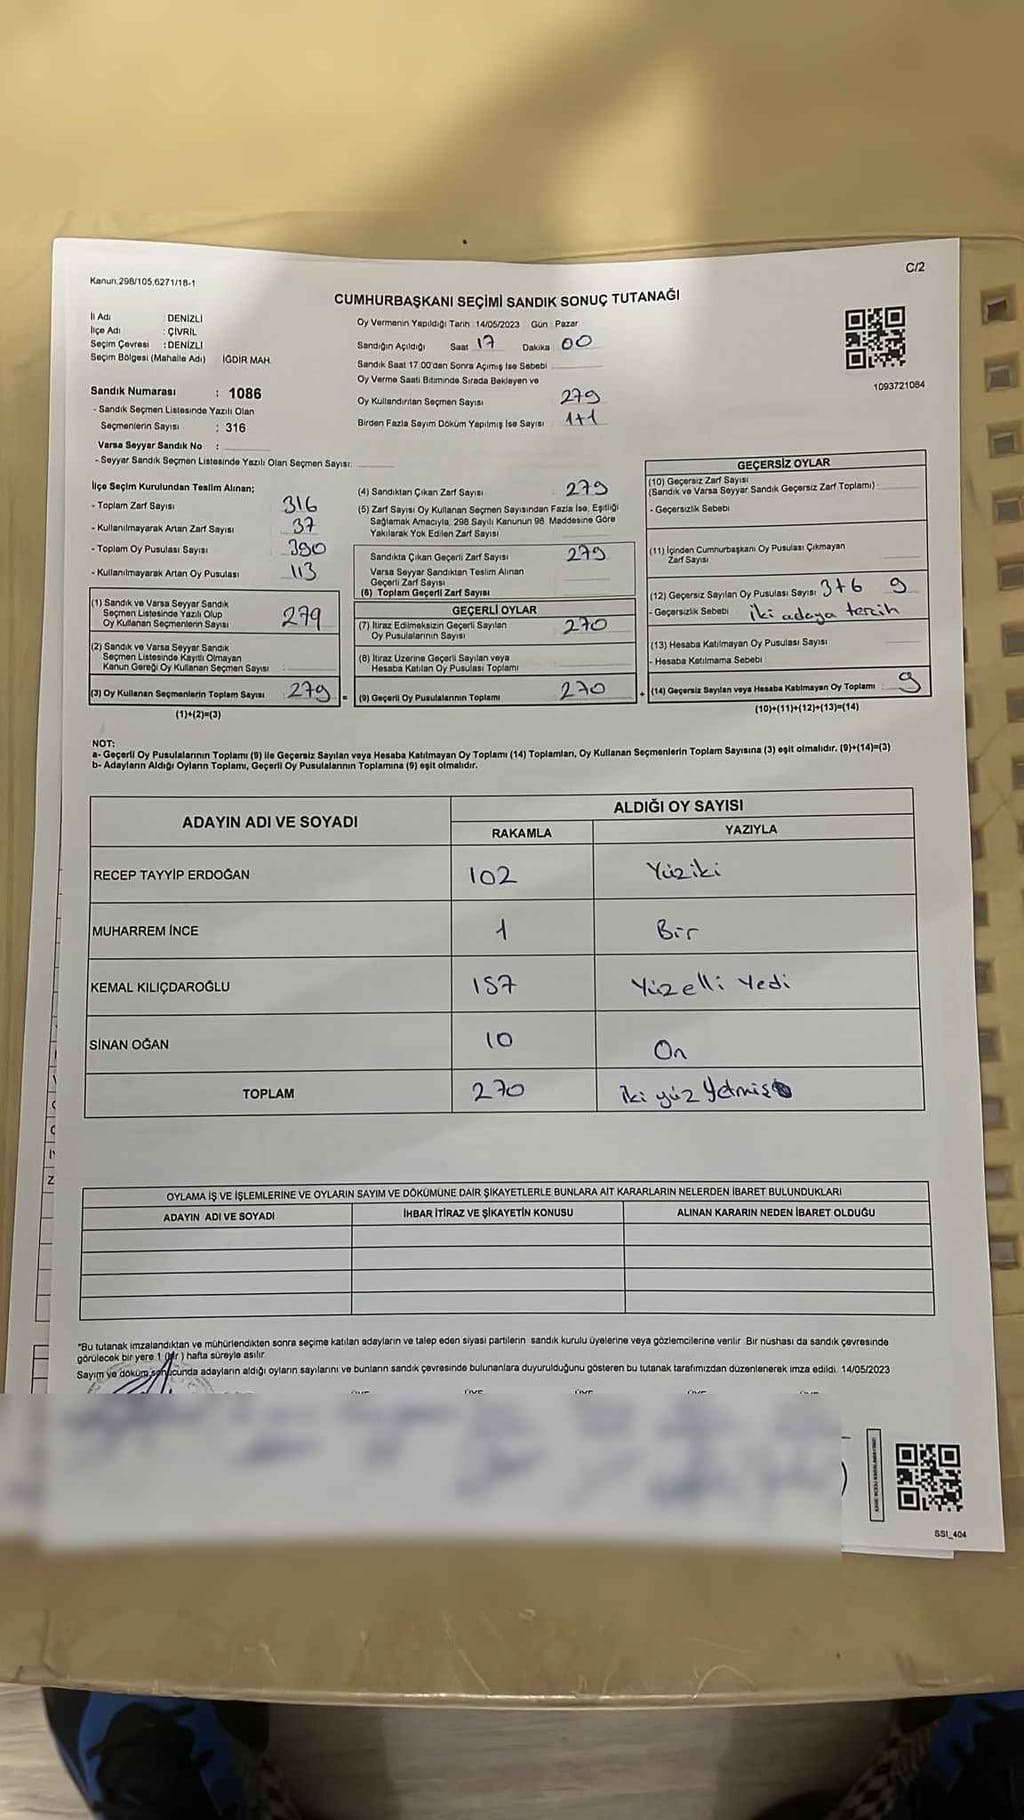 C/2
Kanun.298/105,6271/18-1
CUMHURBAŞKANI SEÇİMİ SANDIK SONUÇ TUTANAĞI
İl Adı : DENİZLİ
İlçe Adı : ÇİVRİL
Seçim Çevresi : DENİZLİ
Seçim Bölgesi (Mahalle Adı) IĞDIR MAH.
Sandık Numarası : 1086
- Sandık Seçmen Listesinde Yazılı Olan
Seçmenlerin Sayısı : 316
Varsa Seyyar Sandık No :
- Seyyar Sandık Seçmen Listesinde Yazılı Olan Seçmen Sayısı:
Oy Vermenin Yapıldığı Tarih : 14/05/2023 Gün : Pazar
Sandığın Açıldığı Saat 17 Dakika 00
Sandık Saat 17.00'den Sonra Açımış İse Sebebi
Oy Verme Saati Bitiminde Sırada Bekleyen ve
Oy Kullandırılan Seçmen Sayısı 279
Birden Fazla Sayım Döküm Yapılmış İse Sayısı 1+1
1093721084
İlçe Seçim Kurulundan Teslim Alınan;
- Toplam Zarf Sayısı 316
- Kullanılmayarak Artan Zarf Sayısı 37
- Toplam Oy Pusulası Sayısı 390
- Kullanılmayarak Artan Oy Pusulası 113
(1) Sandık ve Varsa Seyyar Sandık
Seçmen Listesinde Yazılı Olup
Oy Kullanan Seçmenlerin Sayısı 279
(2) Sandık ve Varsa Seyyar Sandık
Seçmen Listesinde Kayıtlı Olmayan
Kanun Gereği Oy Kullanan Seçmen Sayısı :
(3) Oy Kullanan Seçmenlerin Toplam Sayısı 279 =
(1)+(2)=(3)
(4) Sandıktan Çıkan Zarf Sayısı 279
(5) Zarf Sayısı Oy Kullanan Seçmen Sayısından Fazla İse, Eşitliği
Sağlamak Amacıyla, 298 Sayılı Kanunun 98. Maddesine Göre
Yakılarak Yok Edilen Zarf Sayısı
Sandıkta Çıkan Geçerli Zarf Sayısı 279
Varsa Seyyar Sandıktan Teslim Alınan
Geçerli Zarf Sayısı
(6) Toplam Geçerli Zarf Sayısı
GEÇERLİ OYLAR
(7) İtiraz Edilmeksizin Geçerli Sayılan
Oy Pusulalarının Sayısı 270
(8) İtiraz Üzerine Geçerli Sayılan veya
Hesaba Katılan Oy Pusulası Toplamı
(9) Geçerli Oy Pusulalarının Toplamı 270 +
GEÇERSİZ OYLAR
(10) Geçersiz Zarf Sayısı
(Sandık ve Varsa Seyyar Sandık Geçersiz Zarf Toplamı) :
- Geçersizlik Sebebi
(11) İçinden Cumhurbaşkanı Oy Pusulası Çıkmayan
Zarf Sayısı
(12) Geçersiz Sayılan Oy Pusulası Sayısı 3+6 9
- Geçersizlik Sebebi iki adaya tercih
(13) Hesaba Katılmayan Oy Pusulası Sayısı
- Hesaba Katılmama Sebebi :
(14) Geçersiz Sayılan veya Hesaba Katılmayan Oy Toplamı : 9
(10)+(11)+(12)+(13)=(14)
NOT:
a- Geçerli Oy Pusulalarının Toplamı (9) ile Geçersiz Sayılan veya Hesaba Katılmayan Oy Toplamı (14) Toplamları, Oy Kullanan Seçmenlerin Toplam Sayısına (3) eşit olmalıdır. (9)+(14)=(3)
b- Adayların Aldığı Oyların Toplamı, Geçerli Oy Pusulalarının Toplamına (9) eşit olmalıdır.
ADAYIN ADI VE SOYADI ALDIĞI OY SAYISI
RAKAMLA YAZIYLA
RECEP TAYYİP ERDOĞAN 102 Yüziki
MUHARREM İNCE 1 Bir
KEMAL KILIÇDAROĞLU 157 Yüzelli Yedi
SİNAN OĞAN 10 On
TOPLAM 270 iki yüz Yetmiş
OYLAMA İŞ VE İŞLEMLERİNE VE OYLARIN SAYIM VE DÖKÜMÜNE DAİR ŞİKAYETLERLE BUNLARA AİT KARARLARIN NELERDEN İBARET BULUNDUKLARI
ADAYIN ADI VE SOYADI İHBAR İTİRAZ VE ŞİKAYETİN KONUSU ALINAN KARARIN NEDEN İBARET OLDUĞU
*Bu tutanak imzalandıktan ve mühürlendikten sonra seçime katılan adayların ve talep eden siyasi partilerin sandık kurulu üyelerine veya gözlemcilerine verilir. Bir nüshası da sandık çevresinde
görülecek bir yere 1 (bir) hafta süreyle asılır.
Sayım ve döküm sonucunda adayların aldığı oyların sayılarını ve bunların sandık çevresinde bulunanlara duyurulduğunu gösteren bu tutanak tarafımızdan düzenlenerek imza edildi. 14/05/2023
SSI_404